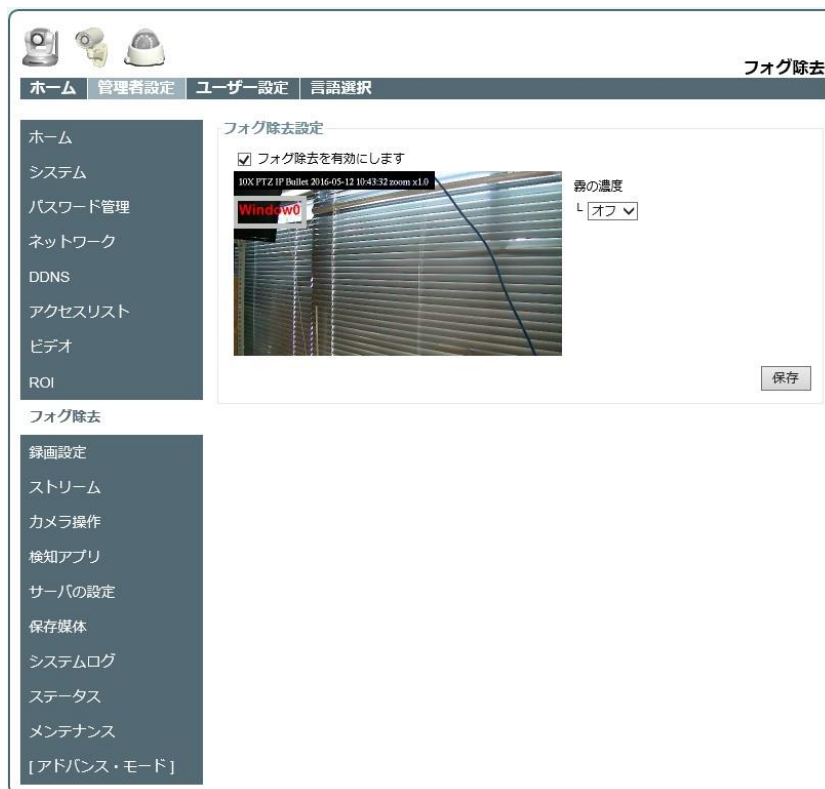 フォグ除去
ホーム 管理者設定 ユーザー設定 言語選択
ホーム
システム
パスワード管理
ネットワーク
DDNS
アクセスリスト
ビデオ
ROI
フォグ除去
録画設定
ストリーム
カメラ操作
検知アプリ
サーバの設定
保存媒体
システムログ
ステータス
メンテナンス
[アドバンス・モード]
フォグ除去設定
フォグ除去を有効にします
10X PTZ IP Bullet 2016-05-12 10:43:32 zoom x1.0
Window0
霧の濃度
└ オフ
保存